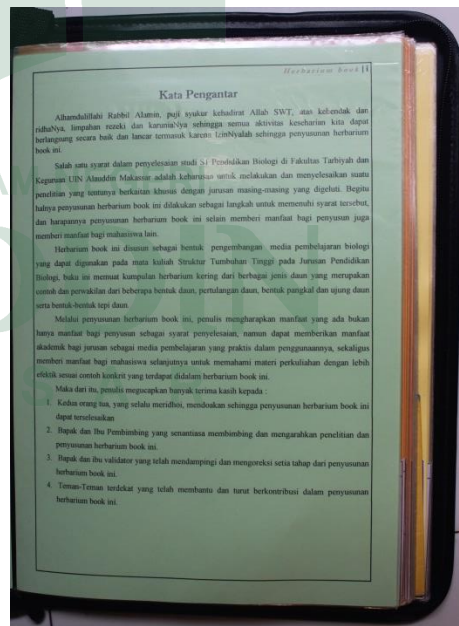 Herbarium book | i
Kata Pengantar
Alhamdulillahi Rabbil Alamin, puji syukur kehadirat Allah SWT, atas kehendak dan
ridhaNya, limpahan rezeki dan karuniaNya sehingga semua aktivitas keseharian kita dapat
berlangsung secara baik dan lancar termasuk karena IzinNyalah sehingga penyusunan herbarium
book ini.
Salah satu syarat dalam penyelesaian studi S1 Pendidikan Biologi di Fakultas Tarbiyah dan
Keguruan UIN Alauddin Makassar adalah keharusan untuk melakukan dan menyelesaikan suatu
penilitian yang tentunya berkaitan khusus dengan jurusan masing-masing yang digeluti. Begitu
halnya penyusunan herbarium book ini dilakukan sebagai langkah untuk memenuhi syarat tersebut,
dan harapannya penyusunan herbarium book ini selain memberi manfaat bagi penyusun juga
memberi manfaat bagi mahasiswa lain.
Herbarium book ini disusun sebagai bentuk pengembangan media pembelajaran biologi
yang dapat digunakan pada mata kuliah Struktur Tumbuhan Tinggi pada Jurusan Pendidikan
Biologi, buku ini memuat kumpulan herbarium kering dari berbagai jenis daun yang merupakan
contoh dan perwakilan dari beberapa bentuk daun, pertulangan daun, bentuk pangkal dan ujung daun
serta bentuk-bentuk tepi daun.
Melalui penyusunan herbarium book ini, penulis mengharapkan manfaat yang ada bukan
hanya manfaat bagi penyusun sebagai syarat penyelesaian, namun dapat memberikan manfaat
akademik bagi jurusan sebagai media pembelajaran yang praktis dalam penggunaannya, sekaligus
memberi manfaat bagi mahasiswa selanjutnya untuk memahami materi perkuliahan dengan lebih
efektik sesuai contoh konkrit yang terdapat didalam herbarium book ini.
Maka dari itu, penulis megucapkan banyak terima kasih kepada :
1. Kedua orang tua, yang selalu meridhoi, mendoakan sehingga penyusunan herbarium book ini
dapat terselesaikan
2. Bapak dan Ibu Pembimbing yang senantiasa membimbing dan mengarahkan penelitian dan
penyusunan herbarium book ini.
3. Bapak dan ibu validator yang telah mendampingi dan mengoreksi setia tahap dari penyusunan
herbarium book ini.
4. Teman-Teman terdekat yang telah membantu dan turut berkontribusi dalam penyusunan
herbarium book ini.